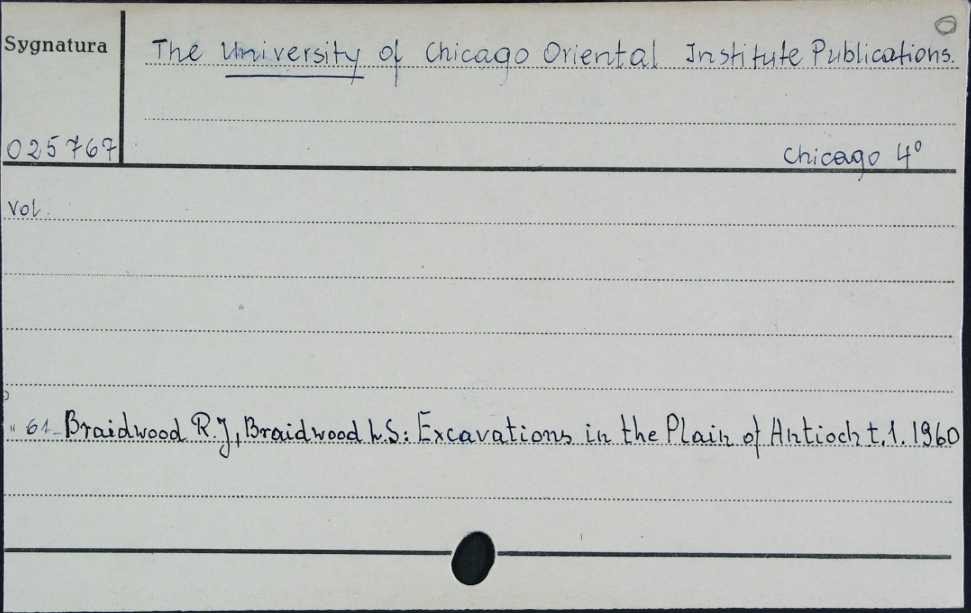 Sygnatura
The University of Chicago Oriental Institute Publications.
025767
Chicago 4°
Vol.
" 61 - Braidwood R.J, Braidwood L.S: Excavations in the Plain of Antioch t.1. 1960